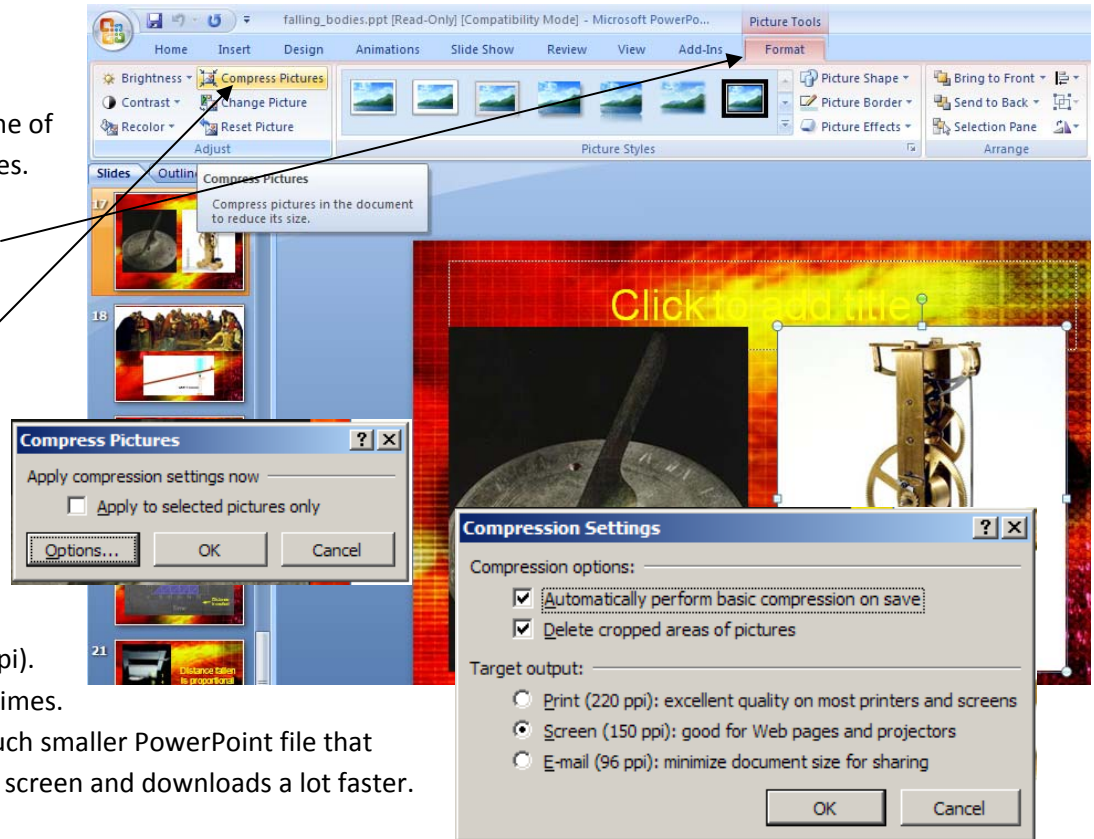 falling_bodies.ppt [Read-Only] [Compatibility Mode] - Microsoft PowerPo...
Picture Tools
Home Insert Design Animations Slide Show Review View Add-Ins Format
Brightness Compress Pictures
Contrast Change Picture
Recolor Reset Picture
Adjust
Picture Shape
Picture Border
Picture Effects
Picture Styles
Bring to Front
Send to Back
Selection Pane
Arrange
ne of
es.
Slides Outlin
Compress Pictures
Compress pictures in the document
to reduce its size.
17
18
21
Click to add title
Compress Pictures
Apply compression settings now
Apply to selected pictures only
Options... OK Cancel
Time
Distance fallen
is proportional
Compression Settings
Compression options:
Automatically perform basic compression on save
Delete cropped areas of pictures
Target output:
Print (220 ppi): excellent quality on most printers and screens
Screen (150 ppi): good for Web pages and projectors
E-mail (96 ppi): minimize document size for sharing
OK Cancel
pi).
imes.
uch smaller PowerPoint file that
screen and downloads a lot faster.